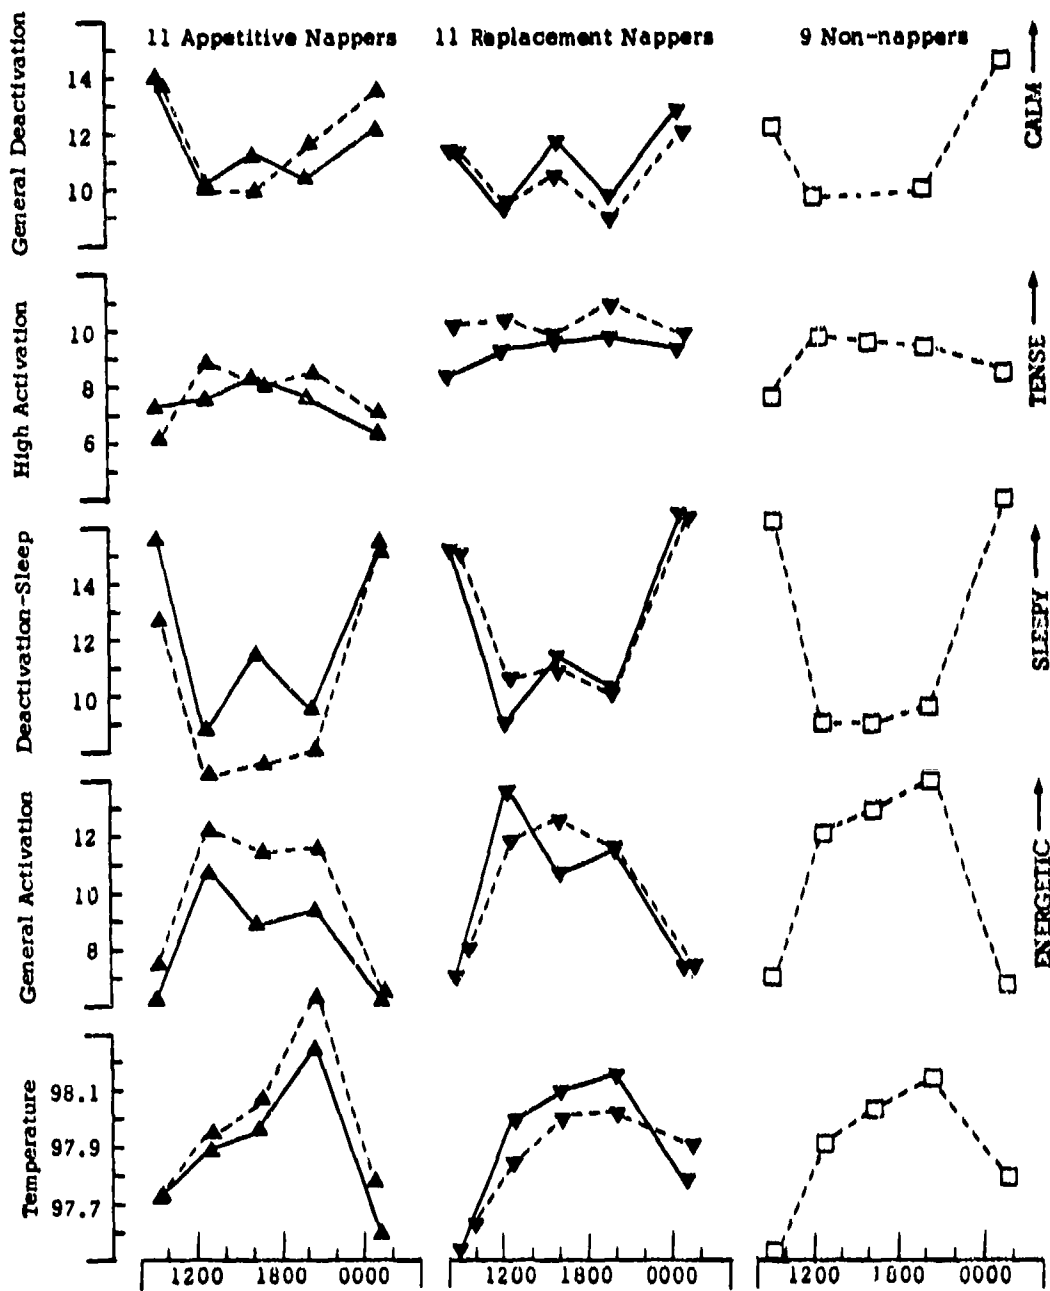 11 Appetitive Nappers
11 Replacement Nappers
9 Non-nappers
General Deactivation
14
12
10
CALM
High Activation
10
8
6
TENSE
Deactivation-Sleep
14
12
10
SLEEPY
General Activation
12
10
8
ENERGETIC
Temperature
98.1
97.9
97.7
1200 1800 0000
1200 1800 0000
1200 1800 0000